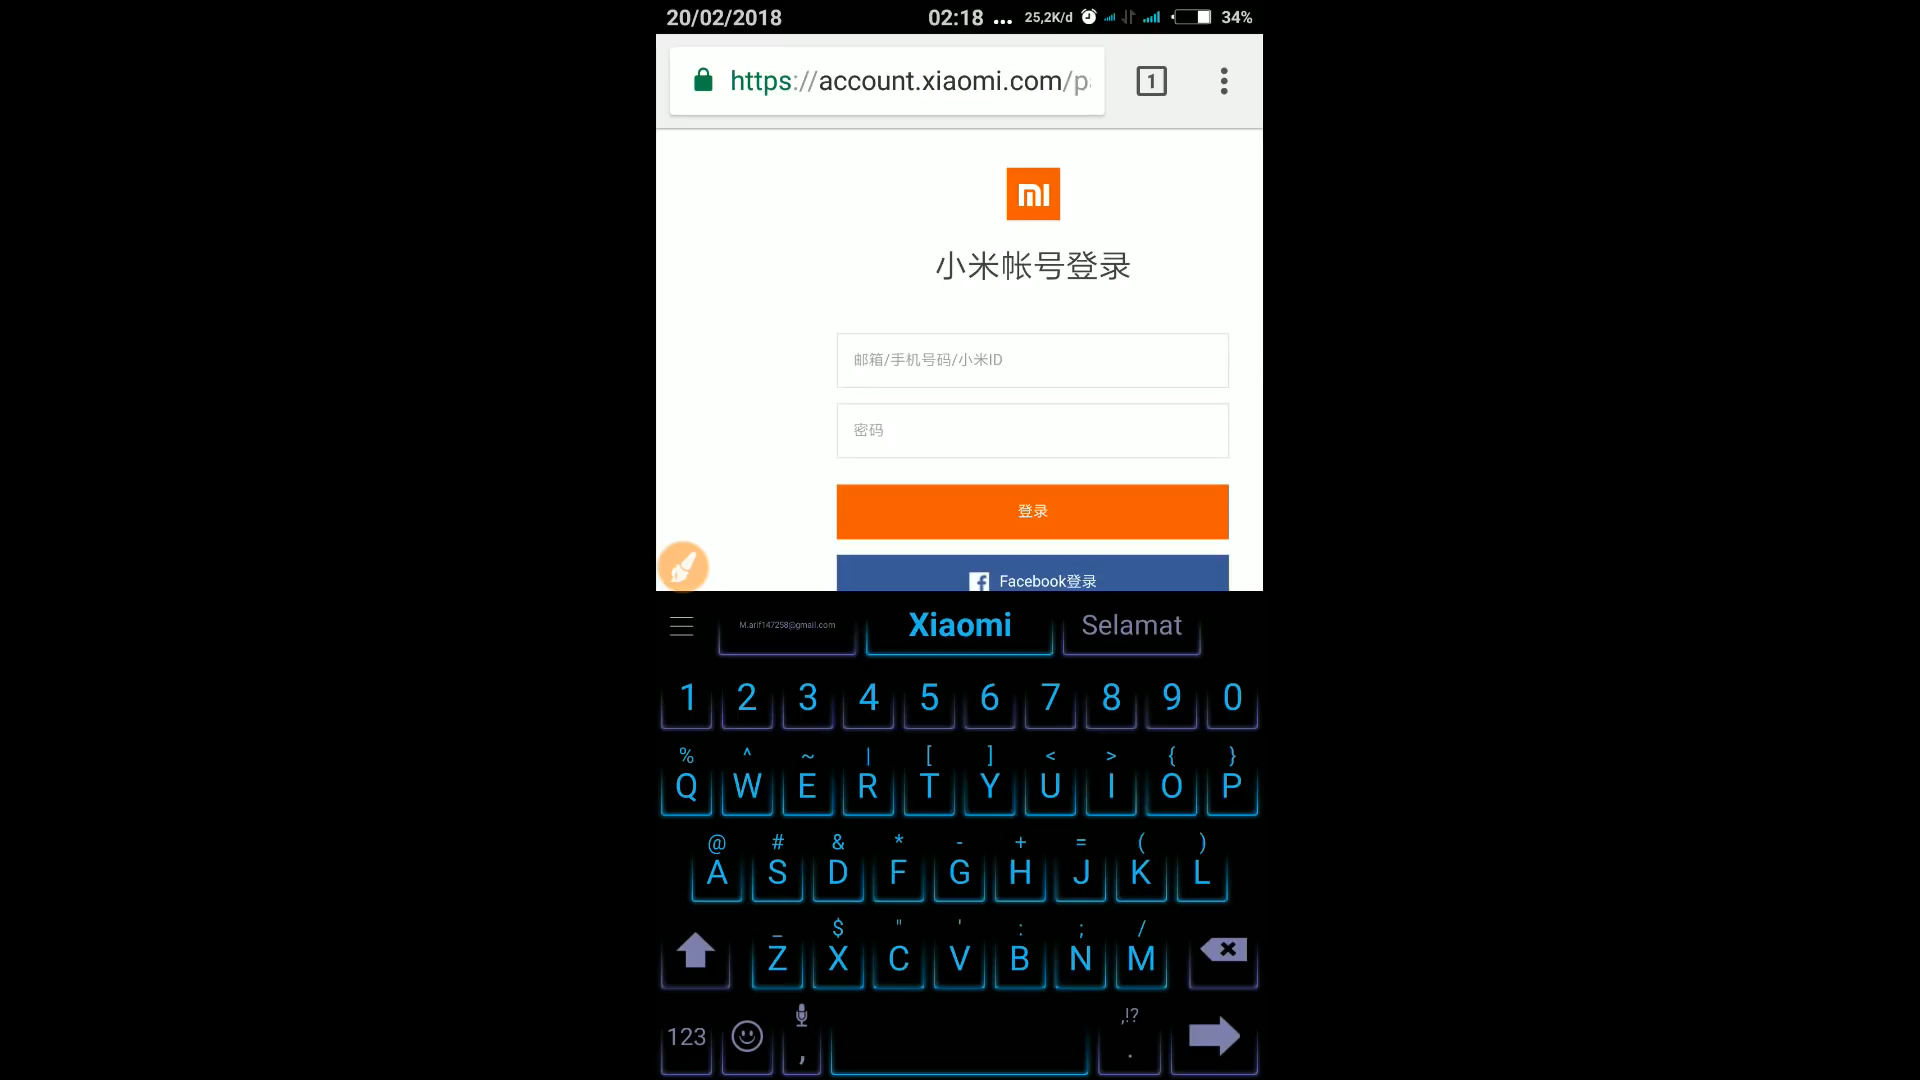 20/02/2018 02:18 ... 25,2K/d 34%
https://account.xiaomi.com/p
1
mi
小米帐号登录
邮箱/手机号码/小米ID
密码
登录
Facebook登录
M.arif147258@gmail.com Xiaomi Selamat
1 2 3 4 5 6 7 8 9 0
% ^ ~ | [ ] < > { }
Q W E R T Y U I O P
@ # & * - + = ( )
A S D F G H J K L
_ $ " ' : ; /
Z X C V B N M
,!?
123 , .